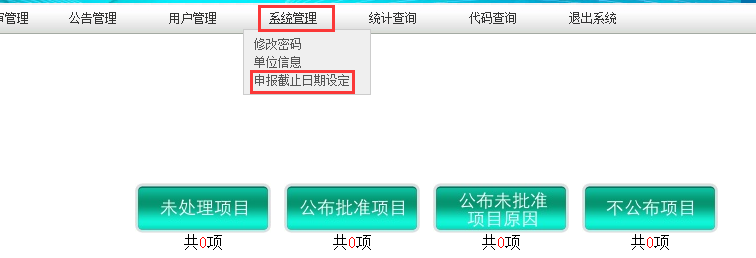 审管理 公告管理 用户管理 系统管理 统计查询 代码查询 退出系统
修改密码
单位信息
申报截止日期设定
未处理项目 公布批准项目 公布未批准
项目原因 不公布项目
共0项 共0项 共0项 共0项